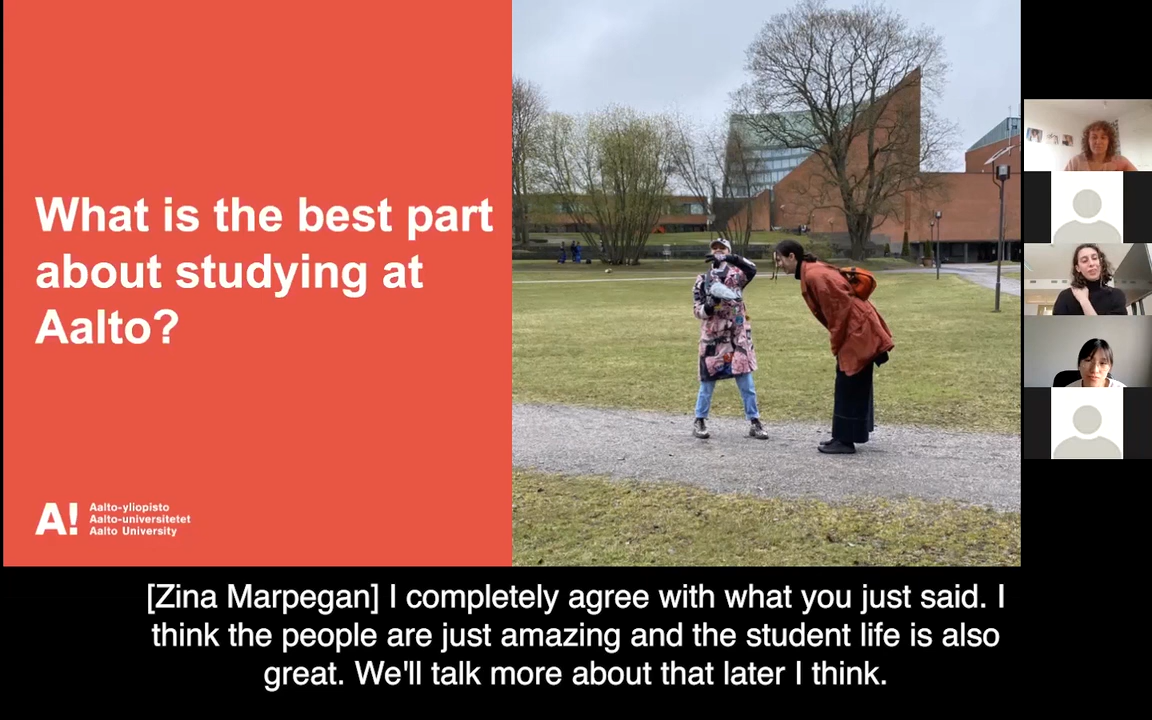 What is the best part
about studying at
Aalto?
A!
Aalto-yliopisto
Aalto-universitetet
Aalto University
[Zina Marpegan] I completely agree with what you just said. I
think the people are just amazing and the student life is also
great. We'll talk more about that later I think.